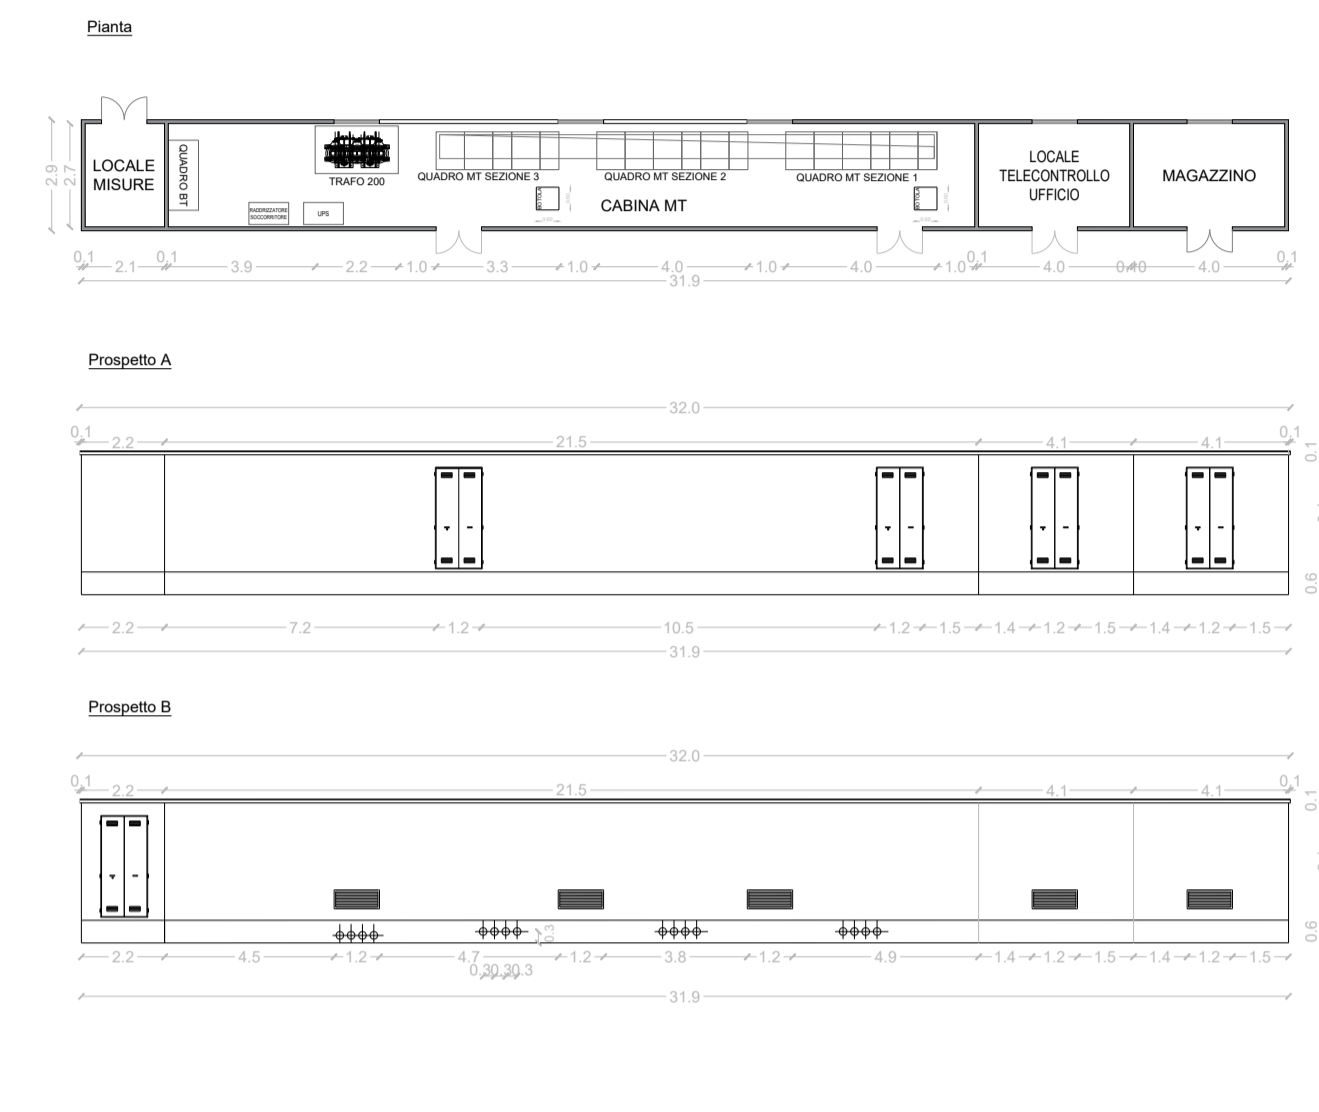 Pianta
2.9
2.7
LOCALE
MISURE
QUADRO BT
TRAFO 200
RADDRIZZATORE
SOCCORRITORE
UPS
QUADRO MT SEZIONE 3
QUADRO MT SEZIONE 2
QUADRO MT SEZIONE 1
BOTOLA
BOTOLA
CABINA MT
LOCALE
TELECONTROLLO
UFFICIO
MAGAZZINO
0.1 2.1 0.1 3.9 2.2 1.0 3.3 1.0 4.0 1.0 4.0 1.0 0.1 4.0 4.0 0.1
31.9
Prospetto A
32.0
0.1 2.2 21.5 4.1 4.1 0.1
0.1
0.6
2.2 7.2 1.2 10.5 1.2 1.5 1.4 1.2 1.5 1.4 1.2 1.5
31.9
Prospetto B
32.0
0.1 2.2 21.5 4.1 4.1 0.1
0.1
0.6
0.3
2.2 4.5 1.2 4.7 1.2 3.8 1.2 4.9 1.4 1.2 1.5 1.4 1.2 1.5
0.30.30.3
31.9